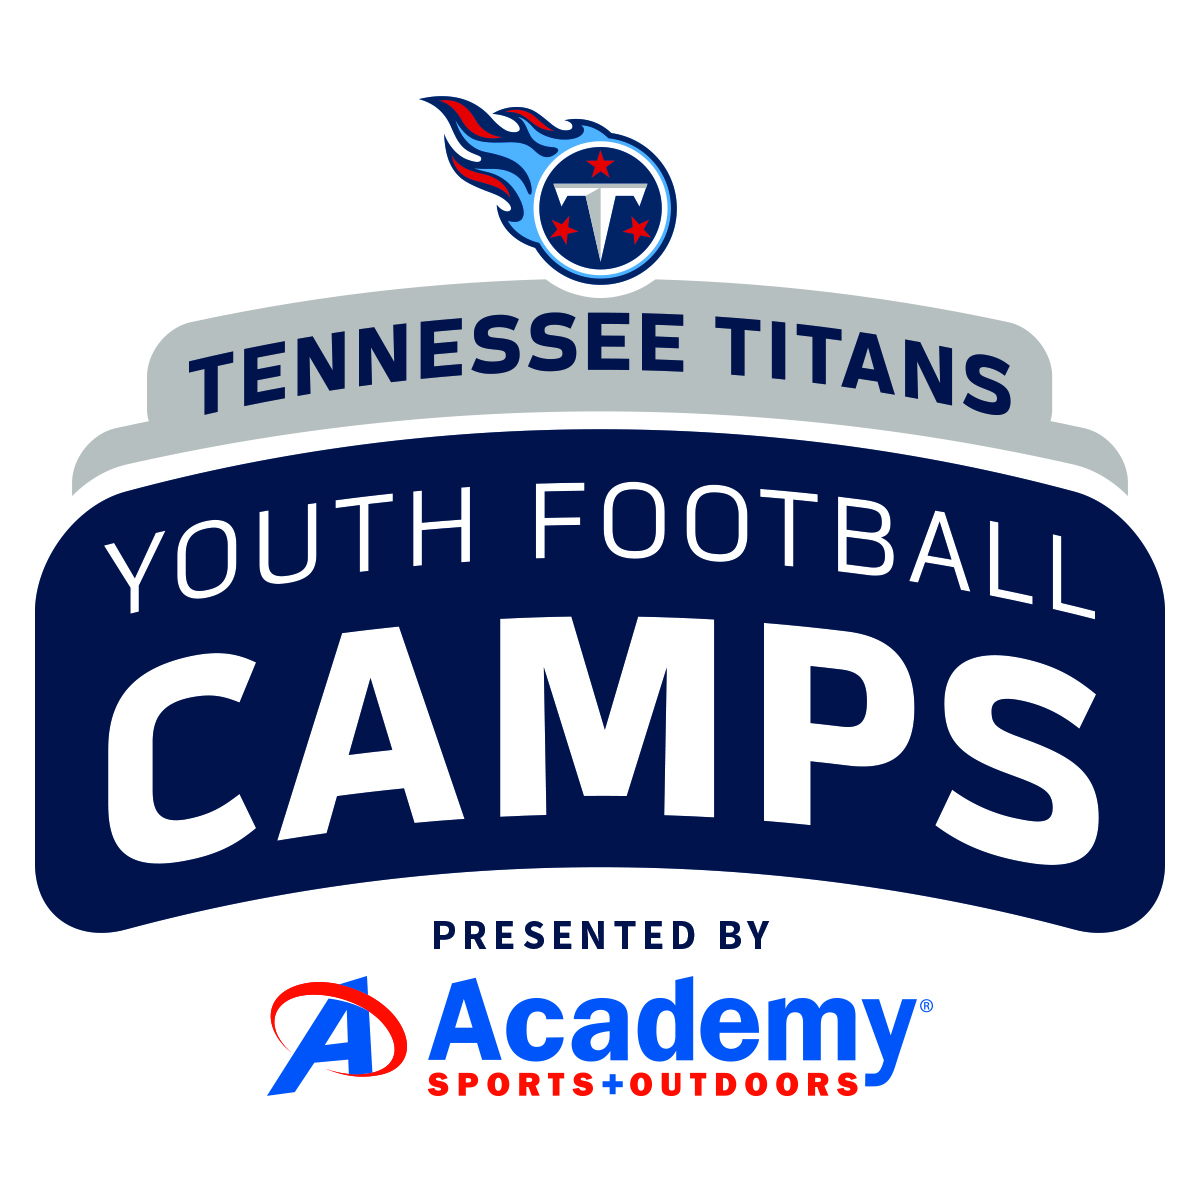 T
TENNESSEE TITANS
YOUTH FOOTBALL
CAMPS
PRESENTED BY
A Academy®
SPORTS+OUTDOORS